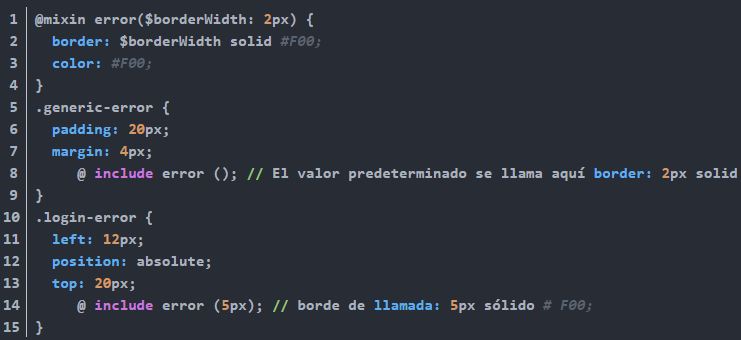 1 @mixin error($borderWidth: 2px) {
2 border: $borderWidth solid #F00;
3 color: #F00;
4 }
5 .generic-error {
6 padding: 20px;
7 margin: 4px;
8 @ include error (); // El valor predeterminado se llama aquí border: 2px solid
9 }
10 .login-error {
11 left: 12px;
12 position: absolute;
13 top: 20px;
14 @ include error (5px); // borde de llamada: 5px sólido # F00;
15 }